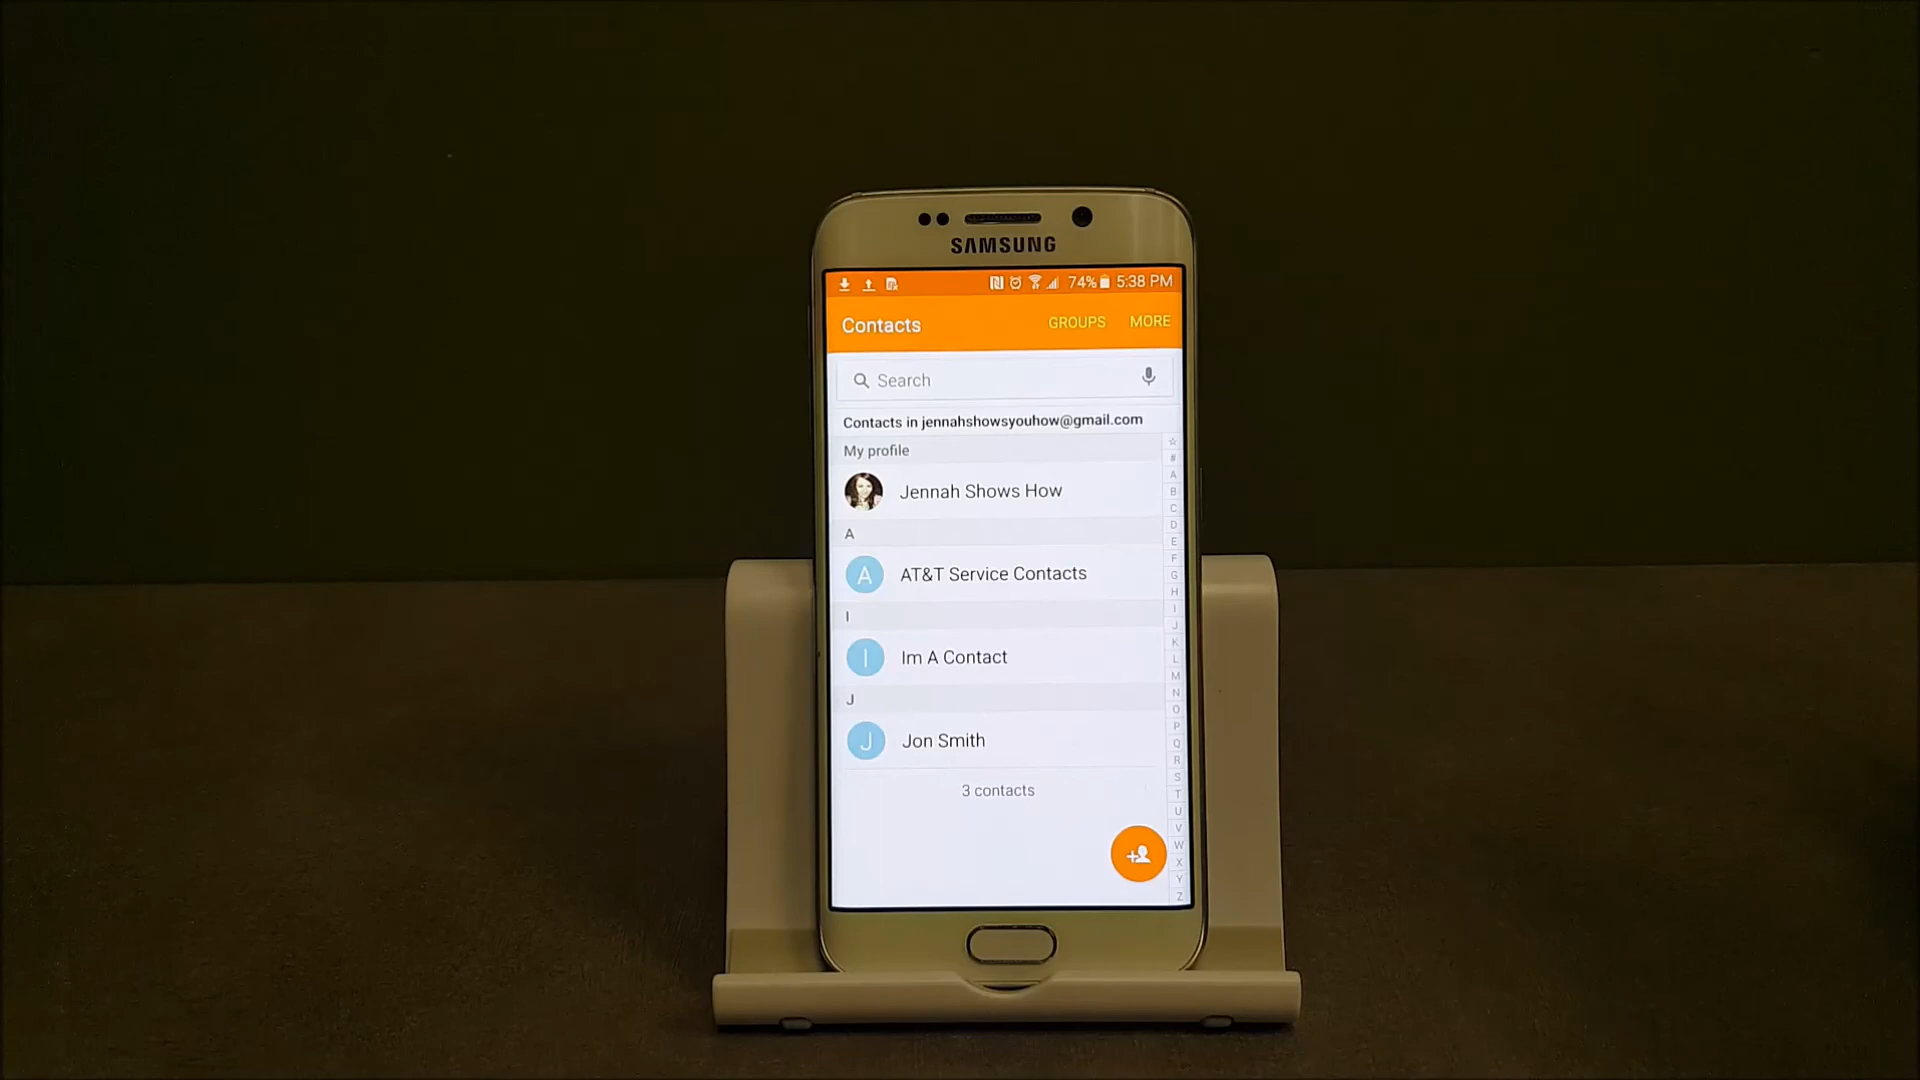 SAMSUNG
74% 5:38 PM
Contacts GROUPS MORE
Search
Contacts in jennahshowsyouhow@gmail.com
My profile
Jennah Shows How
A
A AT&T Service Contacts
I
I Im A Contact
J
J Jon Smith
3 contacts
#
A
B
C
D
E
F
G
H
I
J
K
L
M
N
O
P
Q
R
S
T
U
V
W
X
Y
Z